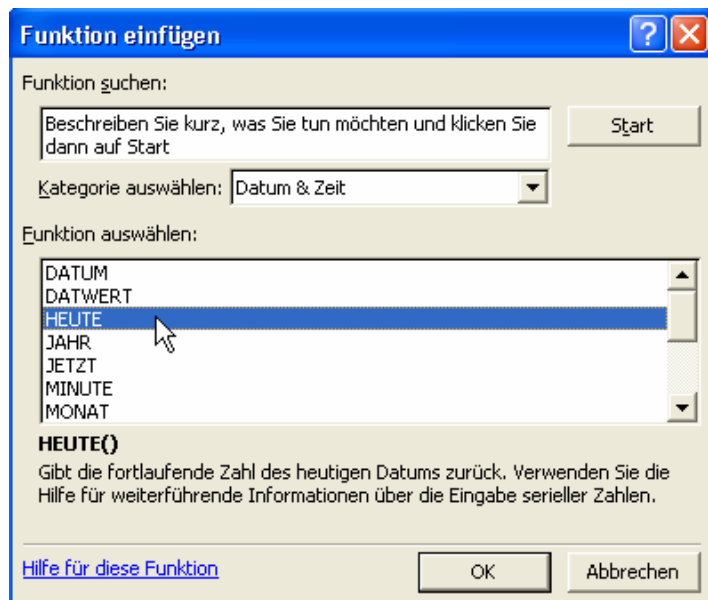 Funktion einfügen
Funktion suchen:
Beschreiben Sie kurz, was Sie tun möchten und klicken Sie
dann auf Start
Start
Kategorie auswählen: Datum & Zeit
Funktion auswählen:
DATUM
DATWERT
HEUTE
JAHR
JETZT
MINUTE
MONAT
HEUTE()
Gibt die fortlaufende Zahl des heutigen Datums zurück. Verwenden Sie die
Hilfe für weiterführende Informationen über die Eingabe serieller Zahlen.
Hilfe für diese Funktion
OK
Abbrechen